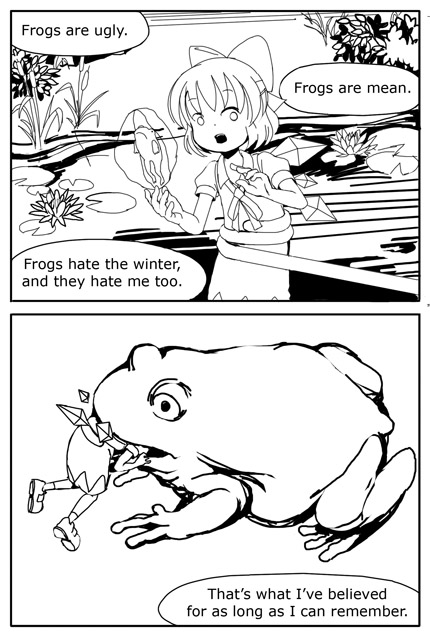 Frogs are ugly.
Frogs are mean.
Frogs hate the winter,
and they hate me too.
That's what I've believed
for as long as I can remember.